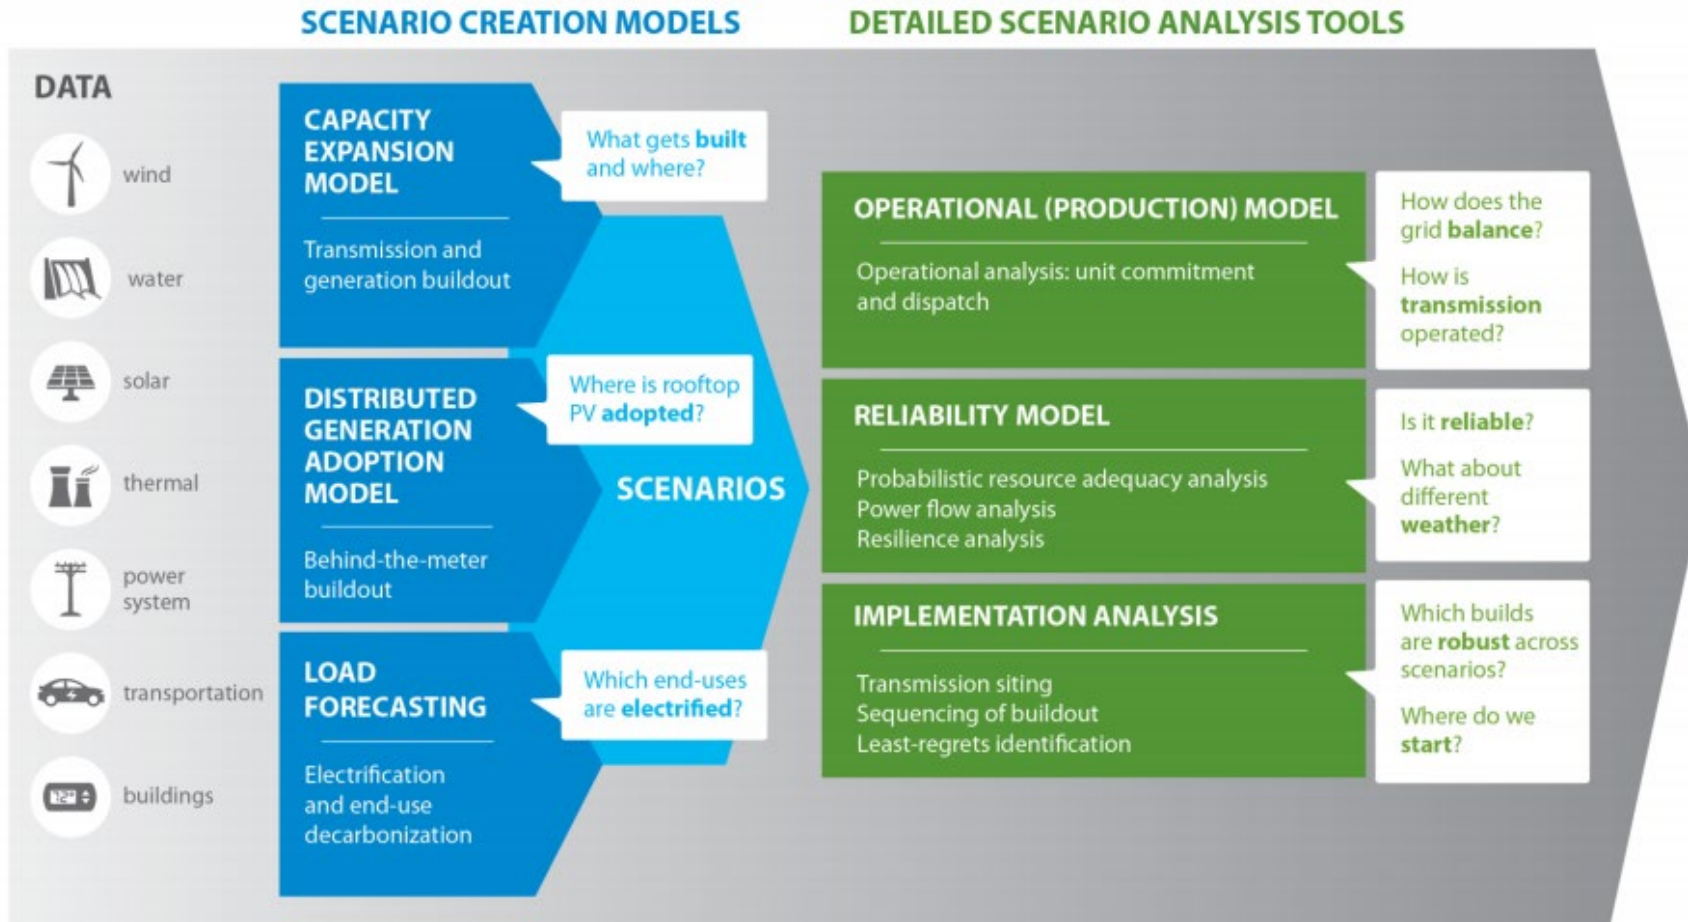 SCENARIO CREATION MODELS
DETAILED SCENARIO ANALYSIS TOOLS
DATA
wind
water
solar
thermal
power
system
transportation
72°
buildings
CAPACITY
EXPANSION
MODEL
Transmission and
generation buildout
What gets built
and where?
DISTRIBUTED
GENERATION
ADOPTION
MODEL
Behind-the-meter
buildout
Where is rooftop
PV adopted?
LOAD
FORECASTING
Electrification
and end-use
decarbonization
Which end-uses
are electrified?
SCENARIOS
OPERATIONAL (PRODUCTION) MODEL
Operational analysis: unit commitment
and dispatch
How does the
grid balance?
How is
transmission
operated?
RELIABILITY MODEL
Probabilistic resource adequacy analysis
Power flow analysis
Resilience analysis
Is it reliable?
What about
different
weather?
IMPLEMENTATION ANALYSIS
Transmission siting
Sequencing of buildout
Least-regrets identification
Which builds
are robust across
scenarios?
Where do we
start?